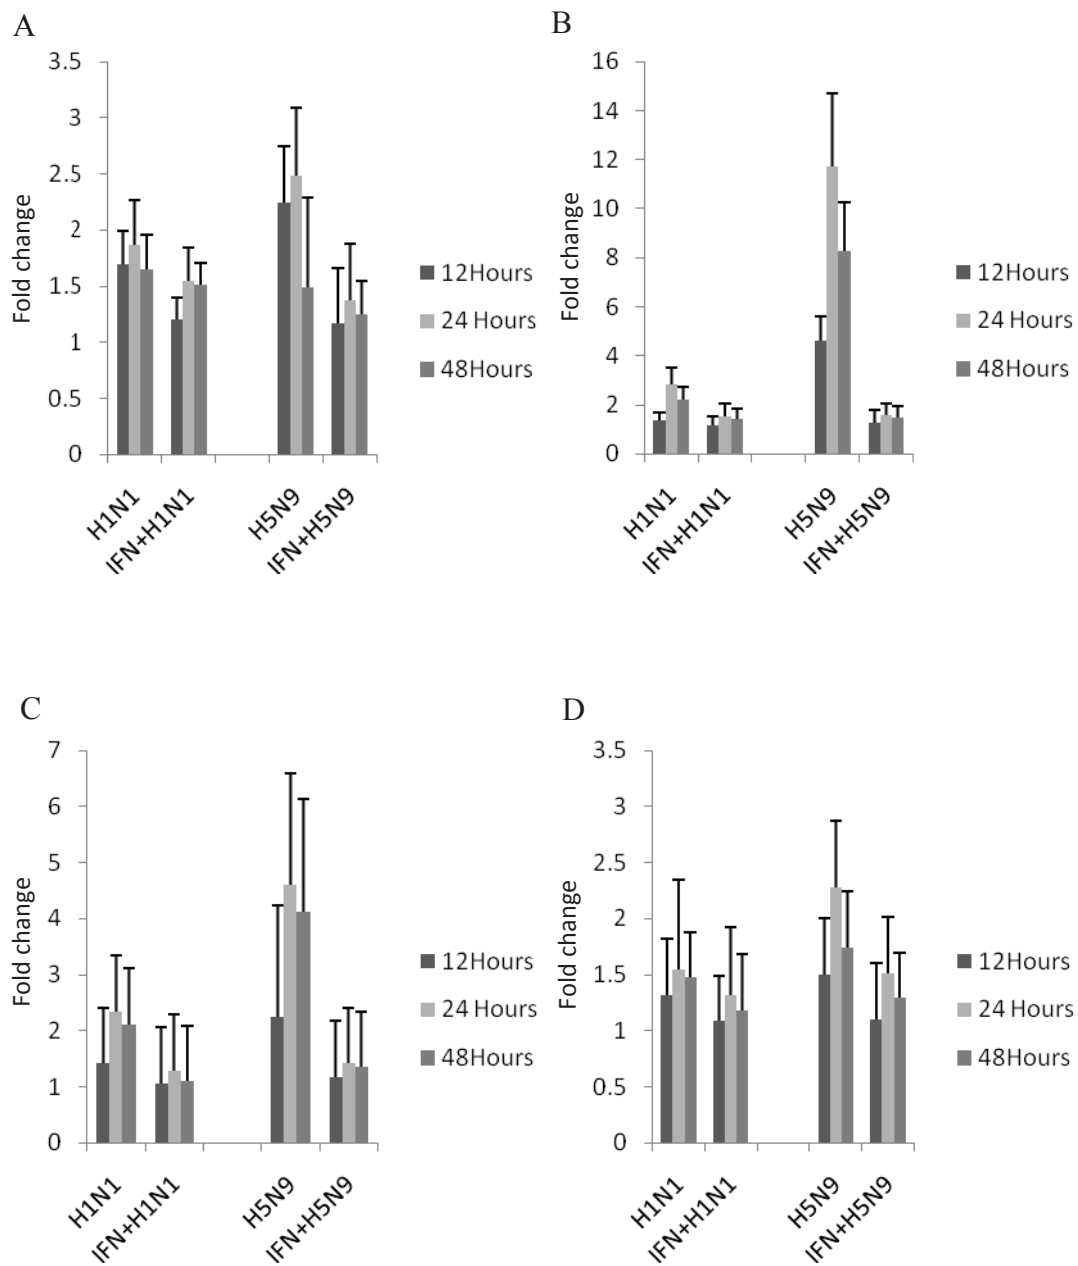 A
3.5
3
2.5
2
1.5
1
0.5
0
Fold change
H1N1
IFN+H1N1
H5N9
IFN+H5N9
12Hours
24 Hours
48Hours
B
16
14
12
10
8
6
4
2
0
Fold change
H1N1
IFN+H1N1
H5N9
IFN+H5N9
12Hours
24 Hours
48Hours
C
7
6
5
4
3
2
1
0
Fold change
H1N1
IFN+H1N1
H5N9
IFN+H5N9
12Hours
24 Hours
48Hours
D
3.5
3
2.5
2
1.5
1
0.5
0
Fold change
H1N1
IFN+H1N1
H5N9
IFN+H5N9
12Hours
24 Hours
48Hours